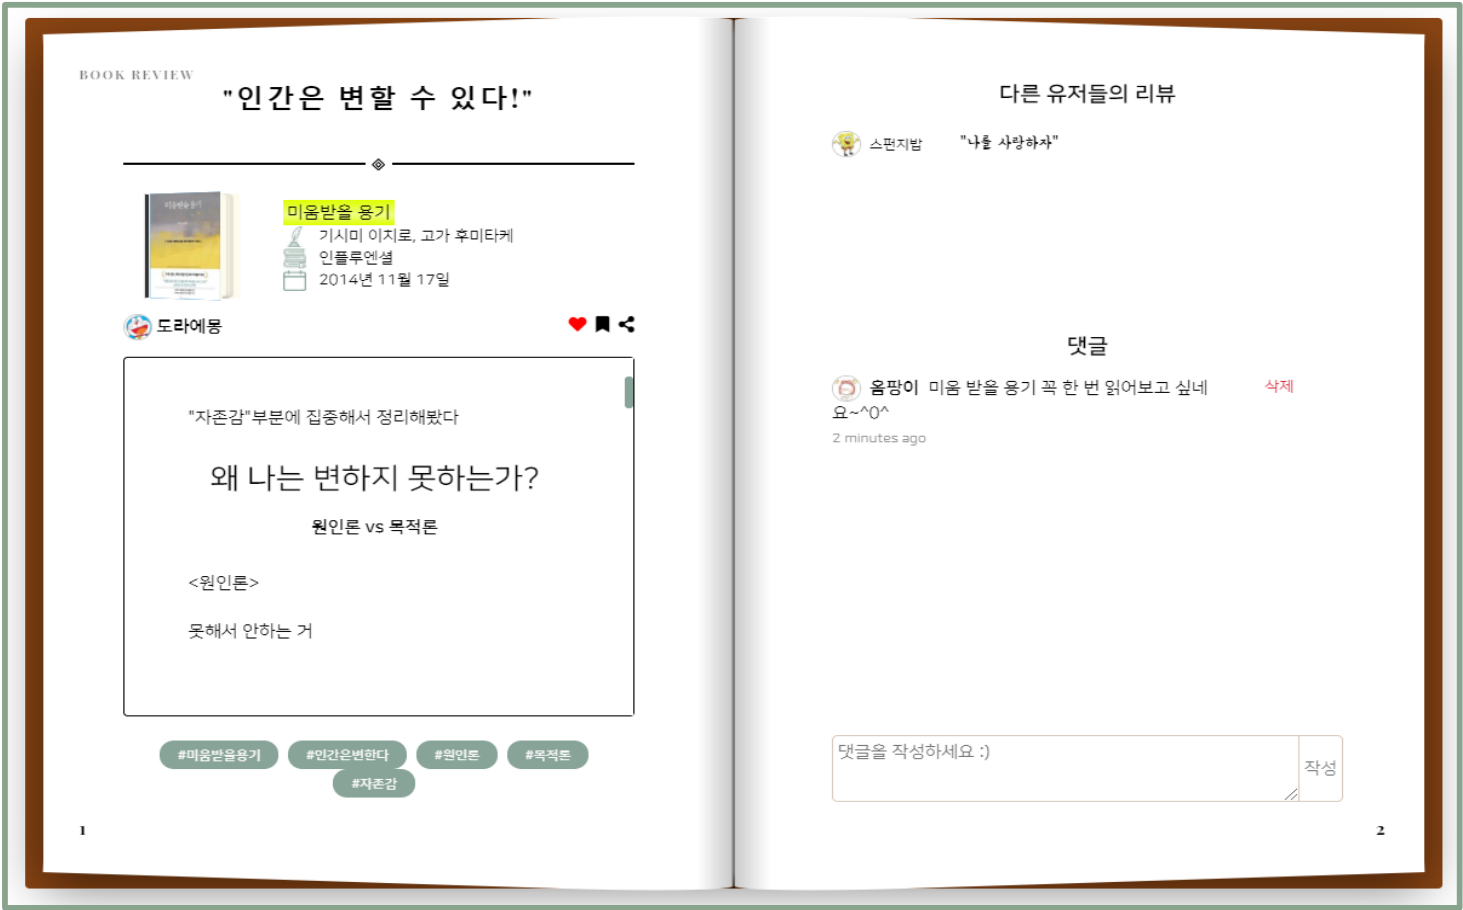 BOOK REVIEW
"인간은 변할 수 있다!"
미움받을 용기
미움받을 용기
기시미 이치로, 고가 후미타케
인플루엔셜
2014년 11월 17일
도라에몽
"자존감"부분에 집중해서 정리해봤다
왜 나는 변하지 못하는가?
원인론 vs 목적론
<원인론>
못해서 안하는 거
#미움받을용기 #인간은변한다 #원인론 #목적론
#자존감
1
다른 유저들의 리뷰
스펀지밥 "나를 사랑하자"
댓글
옴팡이 미움 받을 용기 꼭 한 번 읽어보고 싶네 삭제
요~^0^
2 minutes ago
댓글을 작성하세요 :)
작성
2